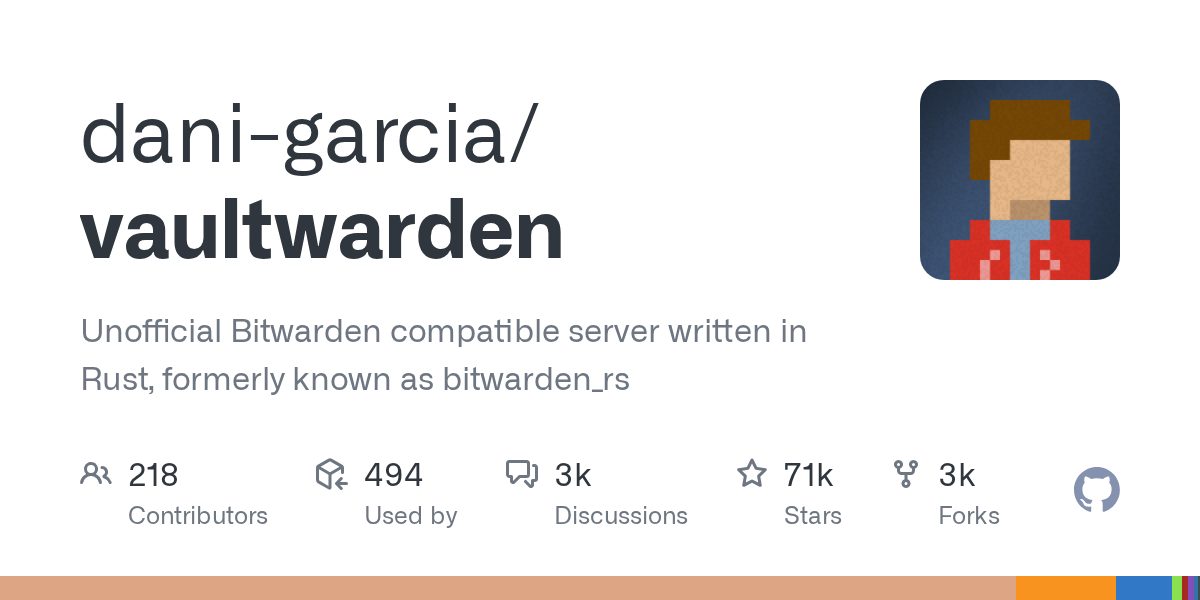 dani-garcia/
vaultwarden
Unofficial Bitwarden compatible server written in
Rust, formerly known as bitwarden_rs
218 494 3k 71k 3k
Contributors Used by Discussions Stars Forks